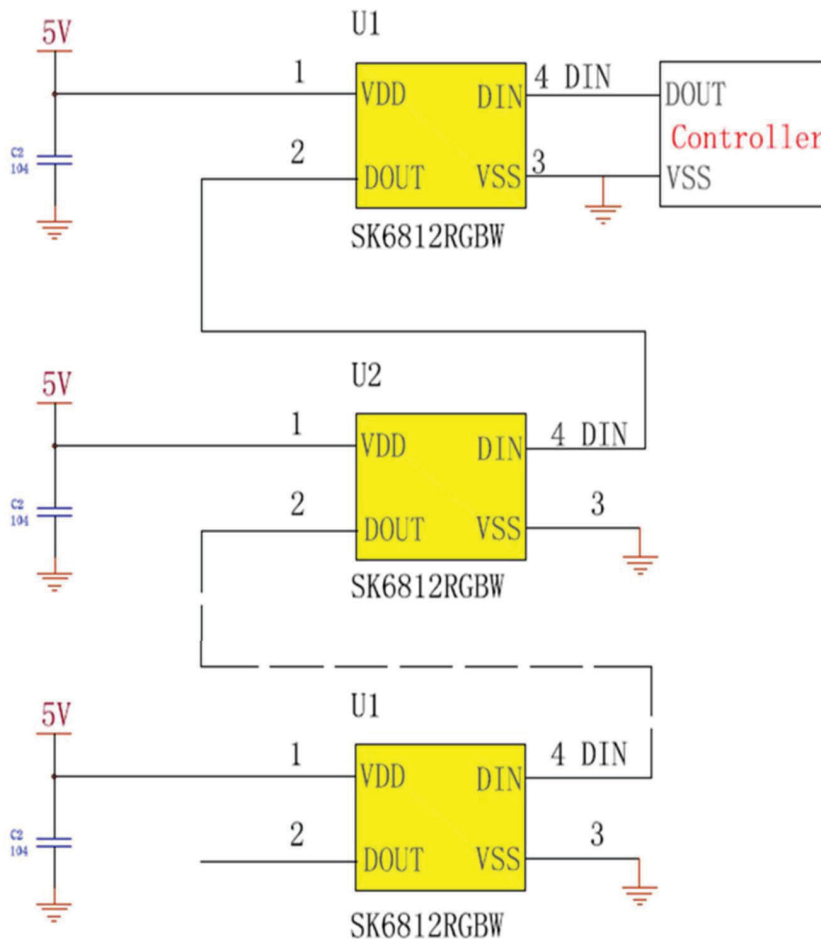 U1
5V
1
VDD
DIN
4 DIN
DOUT
Controller
C2
104
2
DOUT
VSS
3
VSS
SK6812RGBW
U2
5V
1
VDD
DIN
4 DIN
C2
104
2
DOUT
VSS
3
SK6812RGBW
U1
5V
1
VDD
DIN
4 DIN
C2
104
2
DOUT
VSS
3
SK6812RGBW